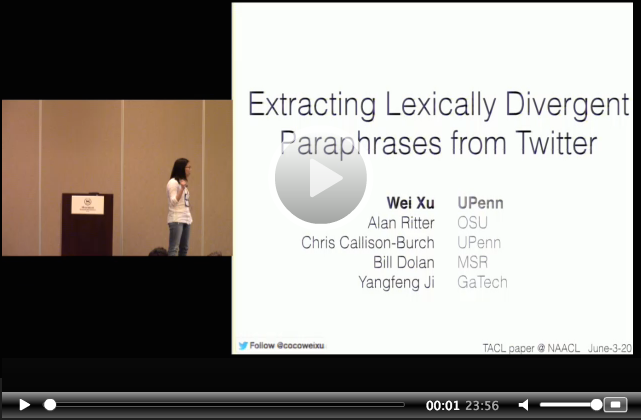 Extracting Lexically Divergent
Paraphrases from Twitter
Wei Xu UPenn
Alan Ritter OSU
Chris Callison-Burch UPenn
Bill Dolan MSR
Yangfeng Ji GaTech
Follow @cocoweixu
TACL paper @ NAACL June-3-20
00:01 23:56